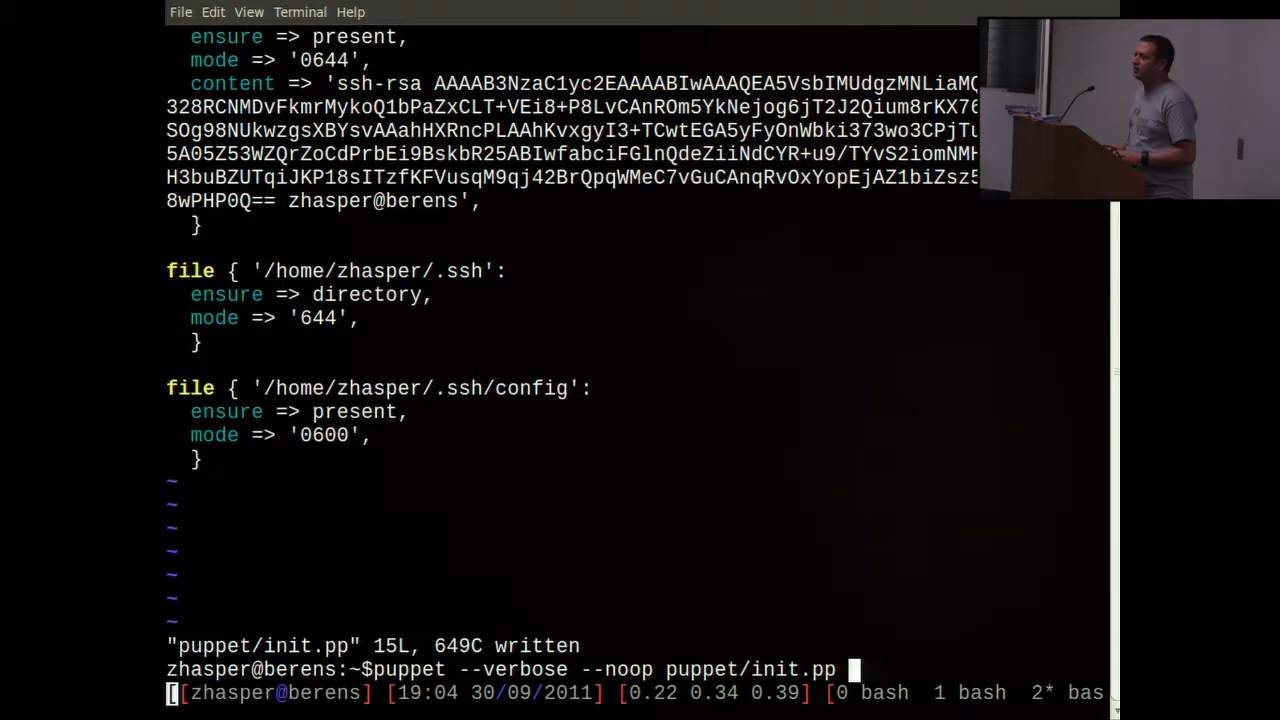 File Edit View Terminal Help
ensure => present,
mode => '0644',
content => 'ssh-rsa AAAAB3NzaC1yc2EAAAABIwAAAQEA5VsbIMUdgzMNLiaMQ
328RCNMDvFkmrMykoQ1bPaZxCLT+VEi8+P8LvCAnROm5YkNejog6jT2J2Qium8rKX76
SOg98NUkwzgsXBYsvAAahHXRncPLAAhKvxgyI3+TCwtEGA5yFyOnWbki373wo3CPjTu
5A05Z53WZQrZoCdPrbEi9BskbR25ABIwfabciFGlnQdeZiiNdCYR+u9/TYvS2iomNMH
H3buBZUTqiJKP18sITzfKFVusqM9qj42BrQpqWMeC7vGuCAnqRvOxYopEjAZ1biZsz5
8wPHP0Q== zhasper@berens',
}
file { '/home/zhasper/.ssh':
ensure => directory,
mode => '644',
}
file { '/home/zhasper/.ssh/config':
ensure => present,
mode => '0600',
}
~
~
~
~
~
~
~
"puppet/init.pp" 15L, 649C written
zhasper@berens:~$puppet --verbose --noop puppet/init.pp
[[zhasper@berens] [19:04 30/09/2011] [0.22 0.34 0.39] [0 bash 1 bash 2* bas